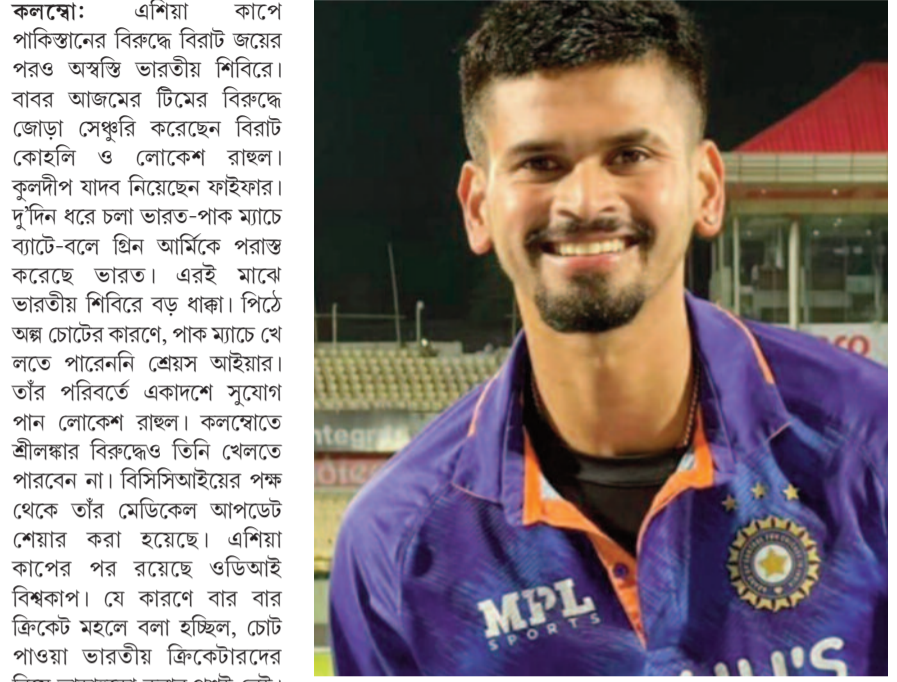 কলম্বো: এশিয়া কাপে
পাকিস্তানের বিরুদ্ধে বিরাট জয়ের
পরও অস্বস্তি ভারতীয় শিবিরে।
বাবর আজমের টিমের বিরুদ্ধে
জোড়া সেঞ্চুরি করেছেন বিরাট
কোহলি ও লোকেশ রাহুল।
কুলদীপ যাদব নিয়েছেন ফাইফার।
দু'দিন ধরে চলা ভারত-পাক ম্যাচে
ব্যাটে-বলে গ্রিন আর্মিকে পরাস্ত
করেছে ভারত। এরই মাঝে
ভারতীয় শিবিরে বড় ধাক্কা। পিঠে
অল্প চোটের কারণে, পাক ম্যাচে খে
লতে পারেননি শ্রেয়স আইয়ার।
তাঁর পরিবর্তে একাদশে সুযোগ
পান লোকেশ রাহুল। কলম্বোতে
শ্রীলঙ্কার বিরুদ্ধেও তিনি খেলতে
পারবেন না। বিসিসিআইয়ের পক্ষ
থেকে তাঁর মেডিকেল আপডেট
শেয়ার করা হয়েছে। এশিয়া
কাপের পর রয়েছে ওডিআই
বিশ্বকাপ। যে কারণে বার বার
ক্রিকেট মহলে বলা হচ্ছিল, চোট
পাওয়া ভারতীয় ক্রিকেটারদের
MPL
SPORTS